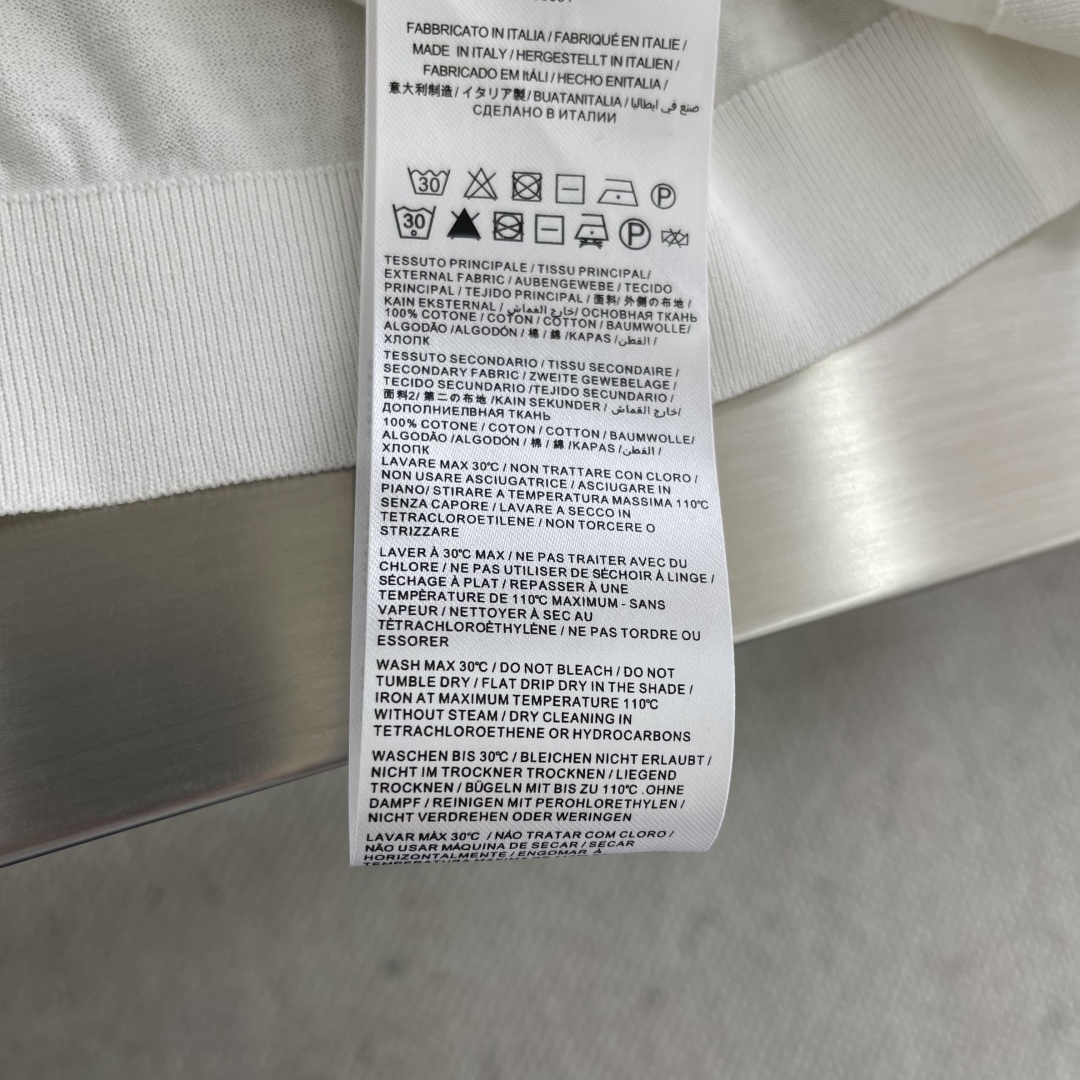 FABBRICATO IN ITALIA / FABRIQUÉ EN ITALIE /
MADE IN ITALY / HERGESTELLT IN ITALIEN /
FABRICADO EM ItÁLI / HECHO ENITALIA /
意大利制造 / イタリア製 / BUATANITALIA / صنع في ايطاليا
СДЕЛАНО В ИТАЛИИ
30 P
30 P
TESSUTO PRINCIPALE / TISSU PRINCIPAL/
EXTERNAL FABRIC / AUBENGEWEBE / TECIDO
PRINCIPAL / TEJIDO PRINCIPAL / 面料/ 外側の布地 /
KAIN EKSTERNAL / خارج القماش/ ОСНОВНАЯ ТКАНЬ
100% COTONE / COTON / COTTON / BAUMWOLLE/
ALGODÃO /ALGODÓN / 棉 / 綿 /KAPAS /القطن /
ХЛОПК
TESSUTO SECONDARIO / TISSU SECONDAIRE /
SECONDARY FABRIC / ZWEITE GEWEBELAGE /
TECIDO SECUNDARIO /TEJIDO SECUNDARIO /
面料2/ 第二の布地 /KAIN SEKUNDER / خارج القماش/
ДОПОЛНИЕЛВНАЯ ТКАНЬ
100% COTONE / COTON / COTTON / BAUMWOLLE/
ALGODÃO /ALGODÓN / 棉 / 綿 /KAPAS /القطن /
ХЛОПК
LAVARE MAX 30℃ / NON TRATTARE CON CLORO /
NON USARE ASCIUGATRICE / ASCIUGARE IN
PIANO/ STIRARE A TEMPERATURA MASSIMA 110℃
SENZA CAPORE / LAVARE A SECCO IN
TETRACLOROETILENE / NON TORCERE O
STRIZZARE
LAVER À 30℃ MAX / NE PAS TRAITER AVEC DU
CHLORE / NE PAS UTILISER DE SÉCHOIR À LINGE /
SÉCHAGE À PLAT / REPASSER À UNE
TEMPÈRATURE DE 110℃ MAXIMUM - SANS
VAPEUR / NETTOYER À SEC AU
TÉTRACHLOROÉTHYLÈNE / NE PAS TORDRE OU
ESSORER
WASH MAX 30℃ / DO NOT BLEACH / DO NOT
TUMBLE DRY / FLAT DRIP DRY IN THE SHADE /
IRON AT MAXIMUM TEMPERATURE 110℃
WITHOUT STEAM / DRY CLEANING IN
TETRACHLOROETHENE OR HYDROCARBONS
WASCHEN BIS 30℃ / BLEICHEN NICHT ERLAUBT /
NICHT IM TROCKNER TROCKNEN / LIEGEND
TROCKNEN / BÜGELN MIT BIS ZU 110℃ .OHNE
DAMPF / REINIGEN MIT PEROHLORETHYLEN /
NICHT VERDREHEN ODER WERINGEN
LAVAR MÀX 30℃ / NÃO TRATAR COM CLORO /
NÃO USAR MÁQUINA DE SECAR / SECAR
HORIZONTALMENTE / ENGOMAR À